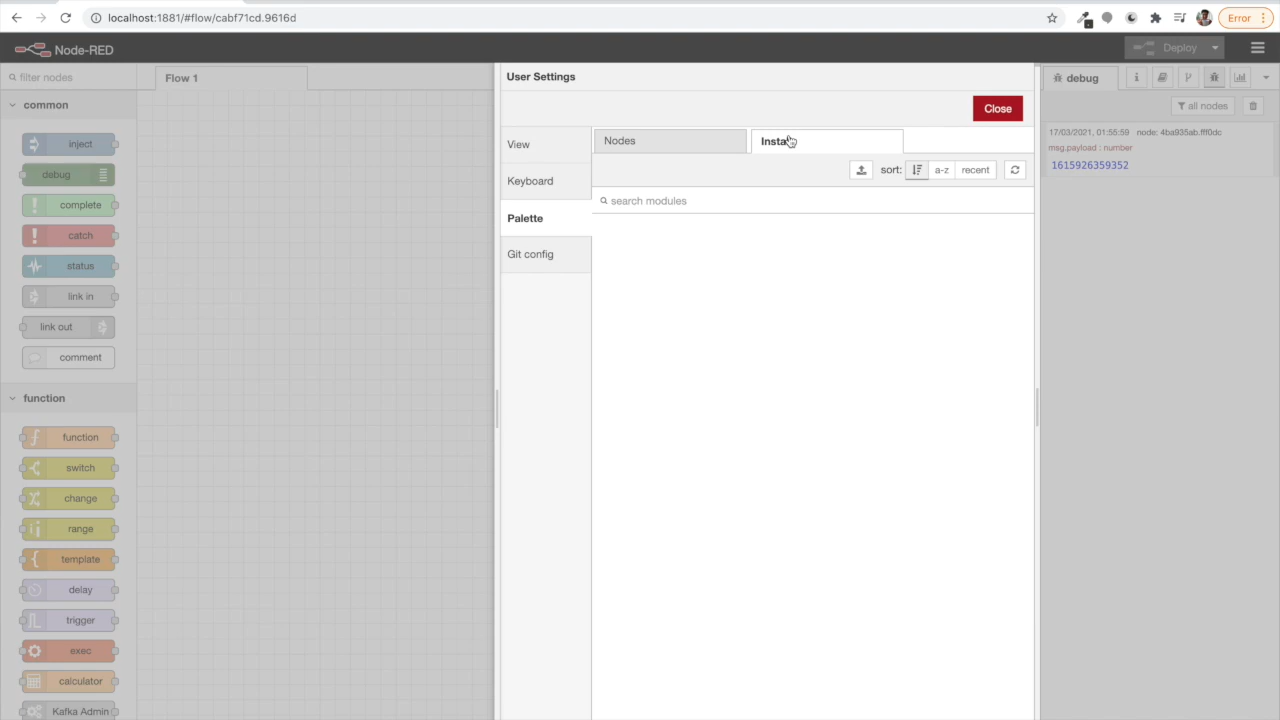 localhost:1881/#flow/cabf71cd.9616d
Error
Node-RED
Deploy
filter nodes
Flow 1
User Settings
debug
Close
all nodes
common
View
Nodes
Insta
17/03/2021, 01:55:59 node: 4ba935ab.fff0dc
msg.payload : number
1615926359352
inject
sort:
a-z
recent
debug
Keyboard
complete
search modules
Palette
catch
Git config
status
link in
link out
comment
function
function
switch
change
range
template
delay
trigger
exec
calculator
Kafka Admin